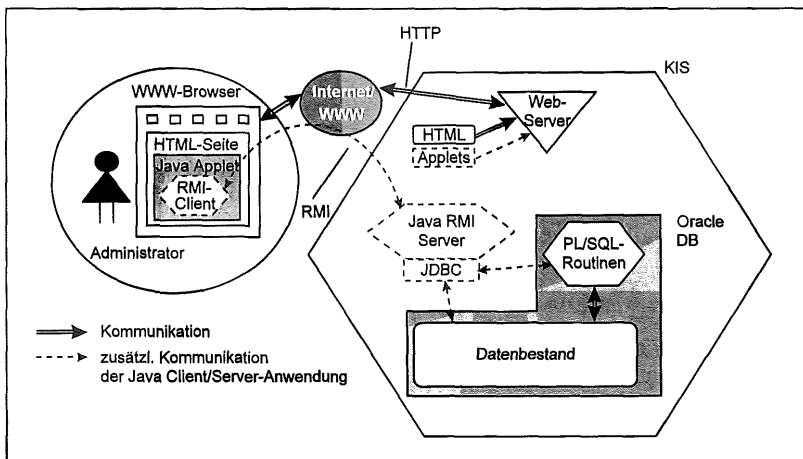 HTTP
KIS
WWW-Browser
Internet/
WWW
Web-
Server
HTML-Seite
HTML
Java Applet
Applets
RMI-
Client
RMI
Java RMI
Server
Oracle
DB
PL/SQL-
Routinen
Administrator
JDBC
Kommunikation
Datenbestand
zusätzl. Kommunikation
der Java Client/Server-Anwendung